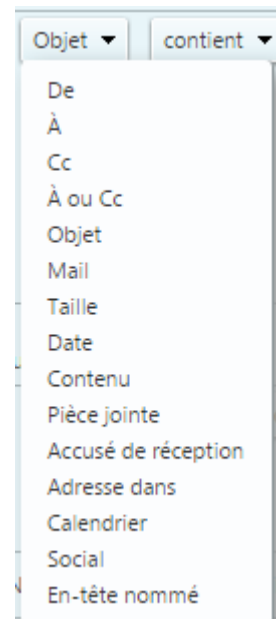 Objet contient
De
À
Cc
À ou Cc
Objet
Mail
Taille
Date
Contenu
Pièce jointe
Accusé de réception
Adresse dans
Calendrier
Social
En-tête nommé